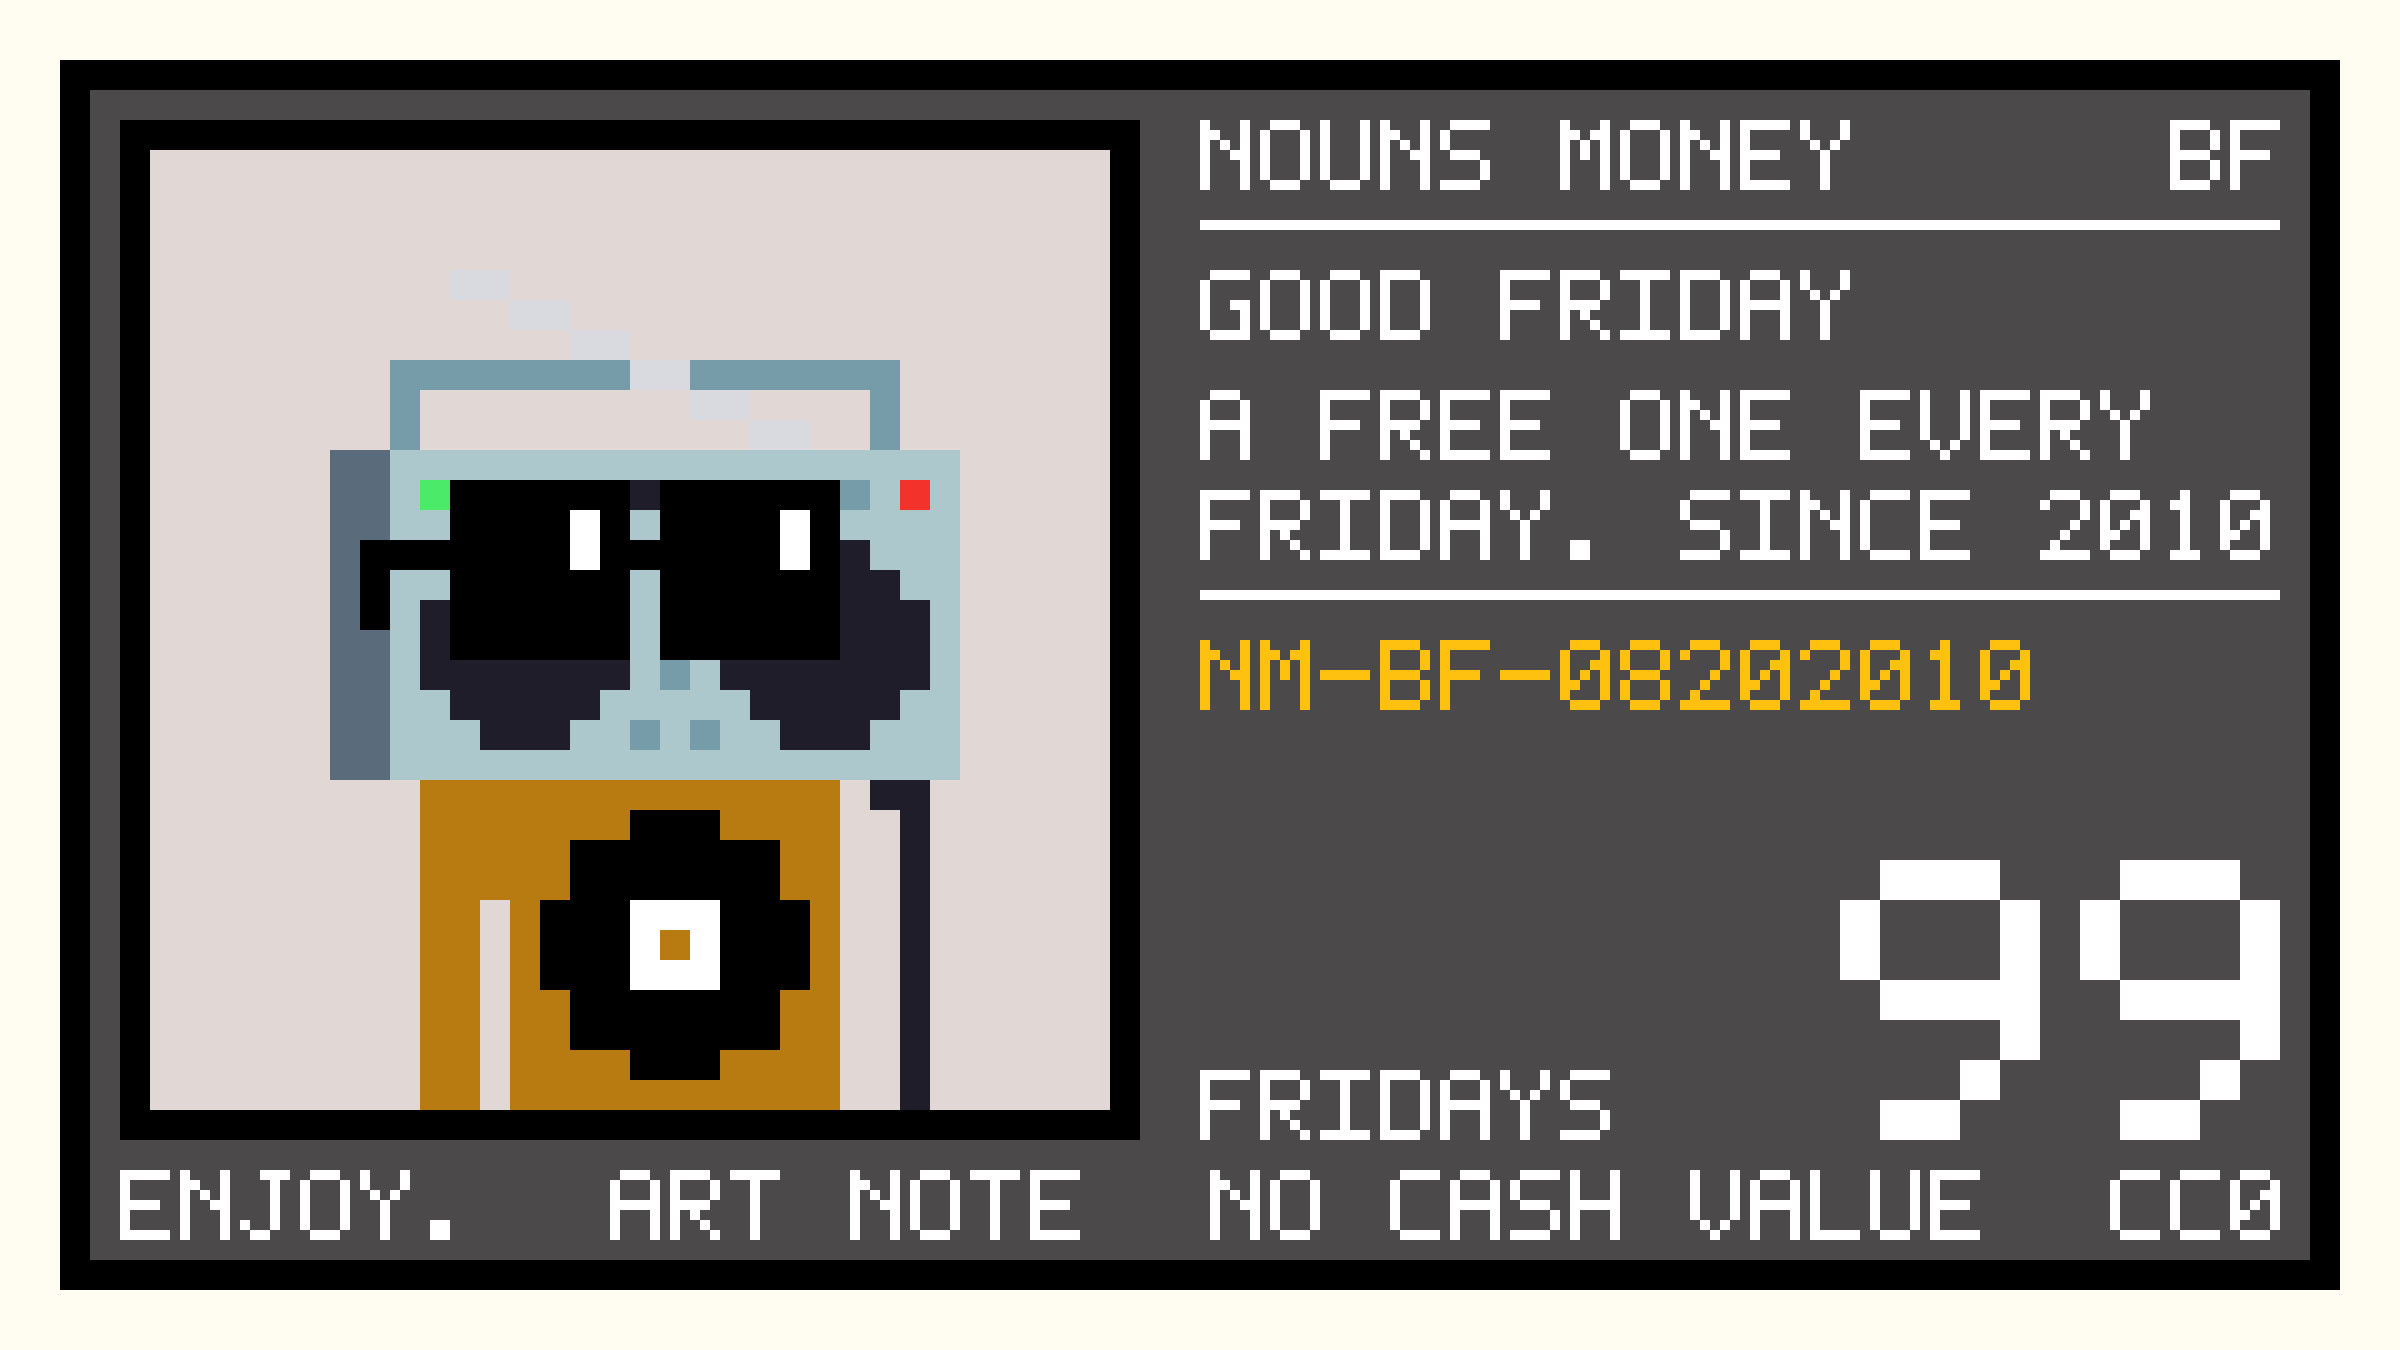 NOUNS MONEY BF
GOOD FRIDAY
A FREE ONE EVERY
FRIDAY. SINCE 2010
NM-BF-08202010
99
FRIDAYS
ENJOY. ART NOTE NO CASH VALUE CC0